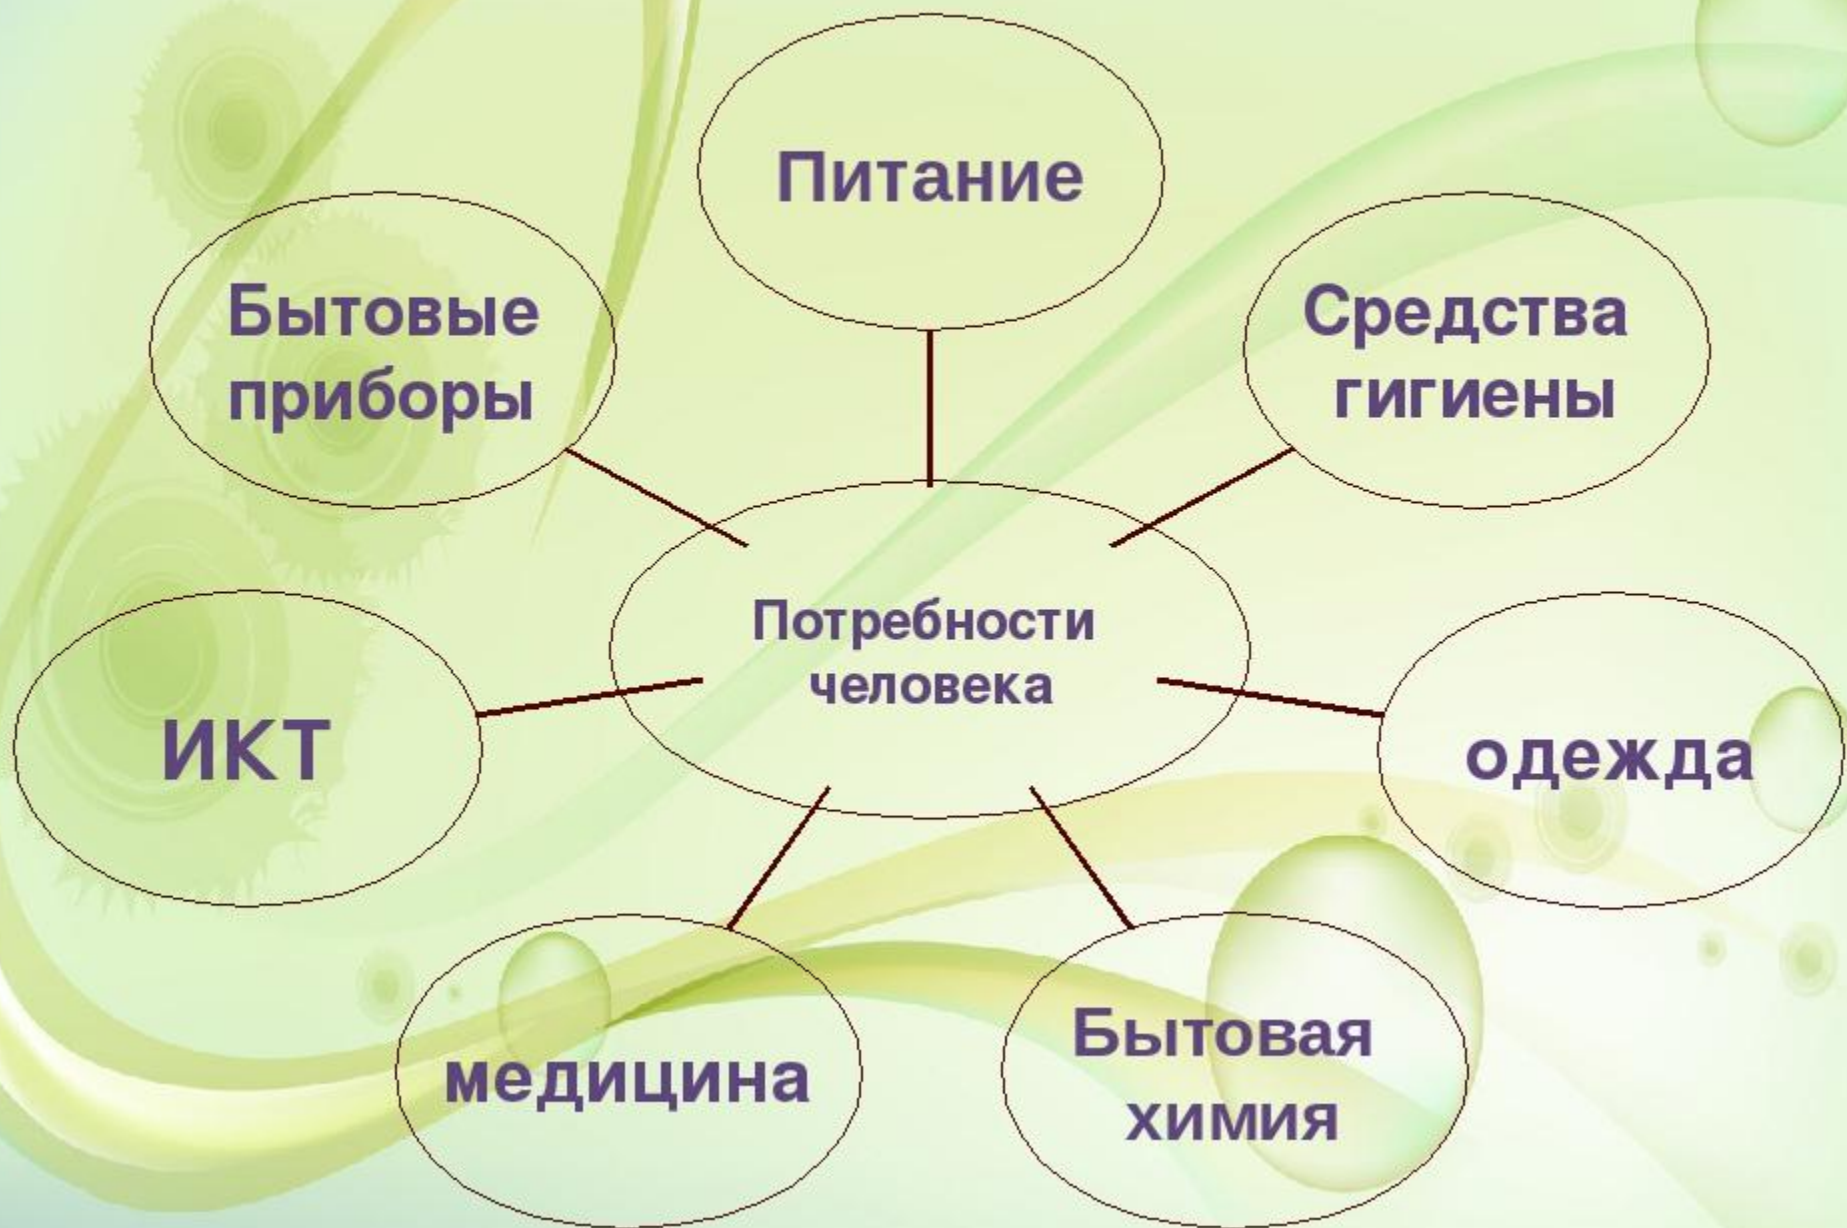 Питание
Бытовые
приборы
Средства
гигиены
Потребности
человека
ИКТ
одежда
медицина
Бытовая
химия